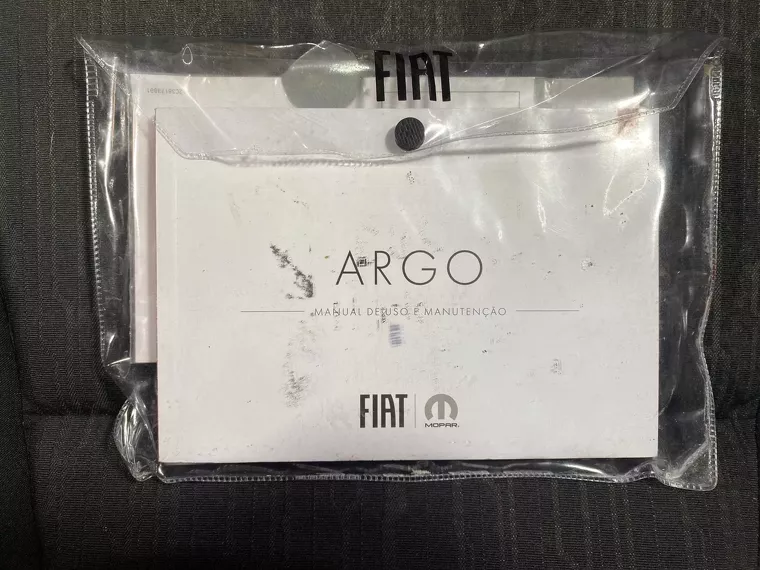 FIAT
ARGO
MANUAL DE USO E MANUTENÇÃO
FIAT
MOPAR.